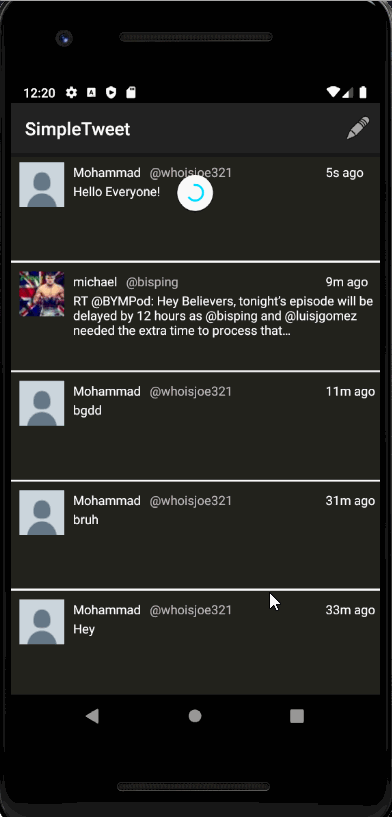 12:20
SimpleTweet
Mohammad @whoisjoe321 5s ago
Hello Everyone!
michael @bisping 9m ago
RT @BYMPod: Hey Believers, tonight's episode will be
delayed by 12 hours as @bisping and @luisjgomez
needed the extra time to process that…
Mohammad @whoisjoe321 11m ago
bgdd
Mohammad @whoisjoe321 31m ago
bruh
Mohammad @whoisjoe321 33m ago
Hey